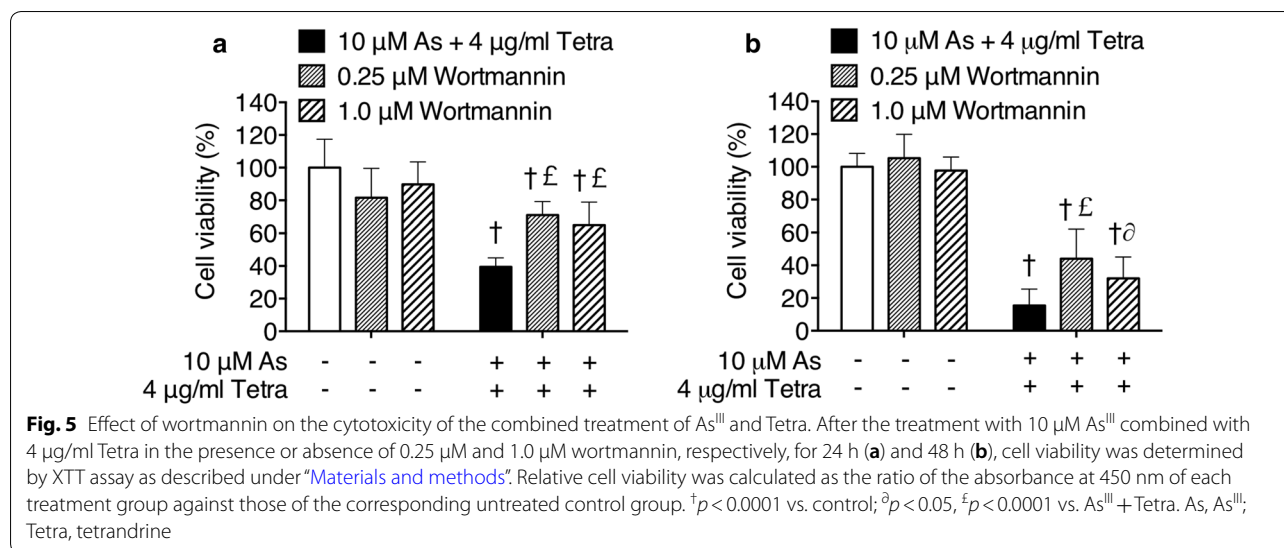 a
10 µM As + 4 µg/ml Tetra
0.25 µM Wortmannin
1.0 µM Wortmannin
Cell viability (%)
140
120
100
80
60
40
20
0
†
†£
†£
10 µM As - - - + + +
4 µg/ml Tetra - - - + + +
b
10 µM As + 4 µg/ml Tetra
0.25 µM Wortmannin
1.0 µM Wortmannin
Cell viability (%)
140
120
100
80
60
40
20
0
†
†£
†∂
10 µM As - - - + + +
4 µg/ml Tetra - - - + + +
Fig. 5 Effect of wortmannin on the cytotoxicity of the combined treatment of As^III and Tetra. After the treatment with 10 µM As^III combined with
4 µg/ml Tetra in the presence or absence of 0.25 µM and 1.0 µM wortmannin, respectively, for 24 h (a) and 48 h (b), cell viability was determined
by XTT assay as described under "Materials and methods". Relative cell viability was calculated as the ratio of the absorbance at 450 nm of each
treatment group against those of the corresponding untreated control group. †p < 0.0001 vs. control; ∂p < 0.05, £p < 0.0001 vs. As^III + Tetra. As, As^III;
Tetra, tetrandrine